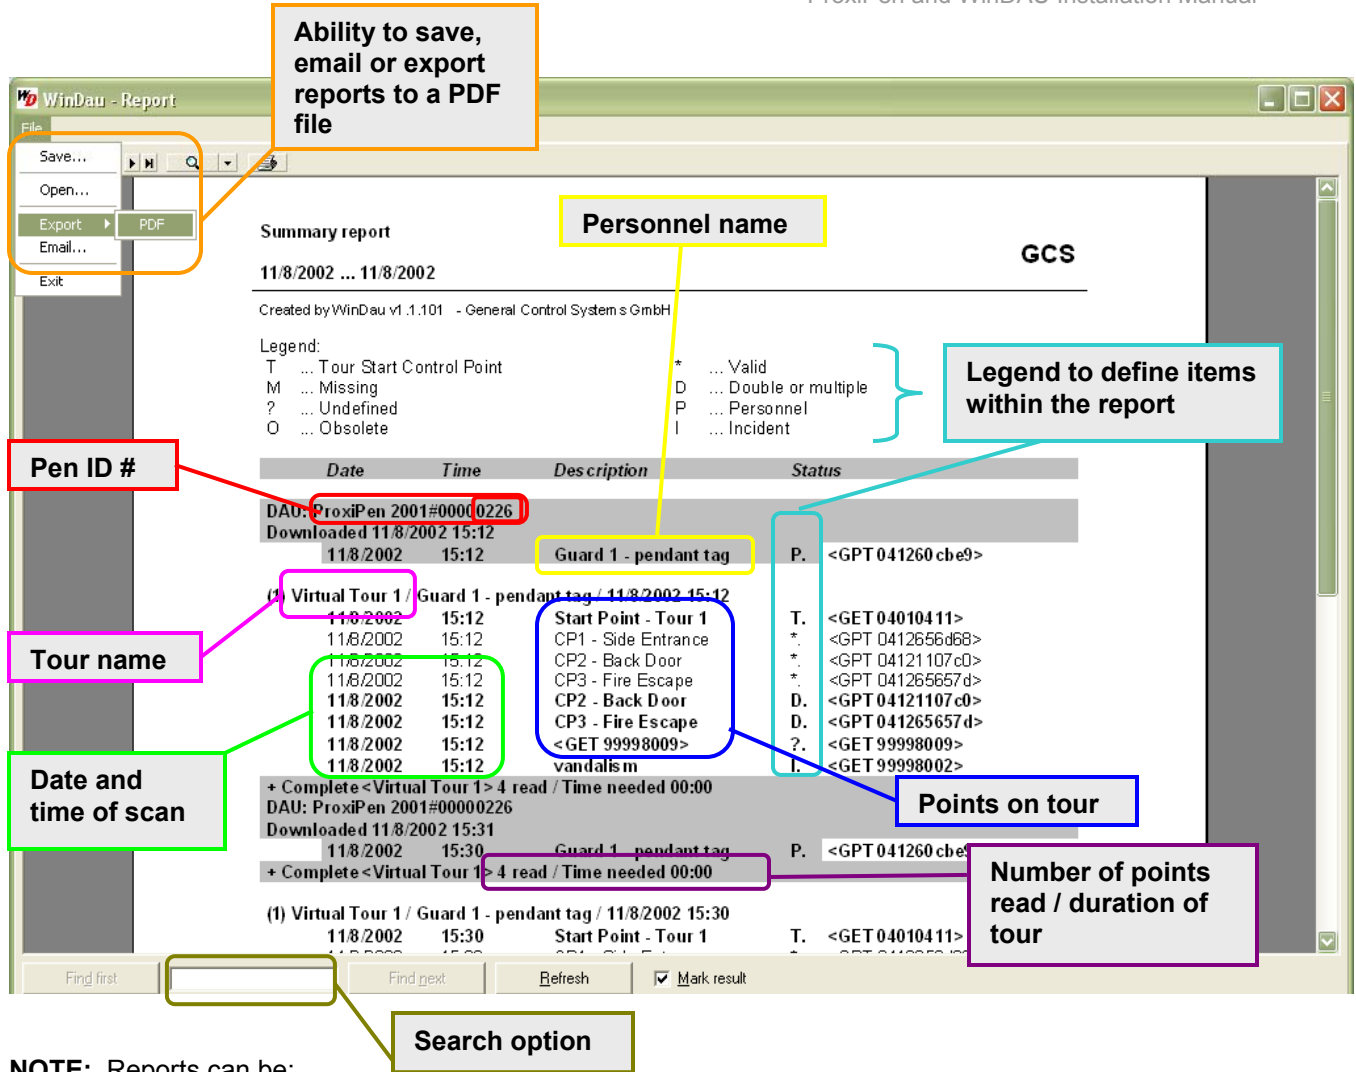 ProxiPen and WinDAU Installation Manual
Ability to save,
email or export
reports to a PDF
file
WinDau - Report
File
Save...
Open...
Export PDF
Email...
Exit
Personnel name
Summary report
GCS
11/8/2002 ... 11/8/2002
Created by WinDau v1.1.101 - General Control Systems GmbH
Legend:
T ... Tour Start Control Point * ... Valid
M ... Missing D ... Double or multiple
? ... Undefined P ... Personnel
O ... Obsolete I ... Incident
Legend to define items
within the report
Pen ID #
Date Time Description Status
DAU: ProxiPen 2001#00000226
Downloaded 11/8/2002 15:12
11/8/2002 15:12 Guard 1 - pendant tag P. <GPT 041260cbe9>
(1) Virtual Tour 1 / Guard 1 - pendant tag / 11/8/2002 15:12
11/8/2002 15:12 Start Point - Tour 1 T. <GET 04010411>
11/8/2002 15:12 CP1 - Side Entrance *. <GPT 0412656d68>
11/8/2002 15:12 CP2 - Back Door *. <GPT 04121107c0>
11/8/2002 15:12 CP3 - Fire Escape *. <GPT 041265657d>
11/8/2002 15:12 CP2 - Back Door D. <GPT 04121107c0>
11/8/2002 15:12 CP3 - Fire Escape D. <GPT 041265657d>
11/8/2002 15:12 <GET 99998009> ?. <GET 99998009>
11/8/2002 15:12 vandalism I. <GET 99998002>
Tour name
Date and
time of scan
Points on tour
+ Complete <Virtual Tour 1> 4 read / Time needed 00:00
DAU: ProxiPen 2001#00000226
Downloaded 11/8/2002 15:31
11/8/2002 15:30 Guard 1 - pendant tag P. <GPT 041260cbe9
+ Complete <Virtual Tour 1> 4 read / Time needed 00:00
Number of points
read / duration of
tour
(1) Virtual Tour 1 / Guard 1 - pendant tag / 11/8/2002 15:30
11/8/2002 15:30 Start Point - Tour 1 T. <GET 04010411>
Find first Find next Refresh Mark result
Search option
NOTE: Reports can be: